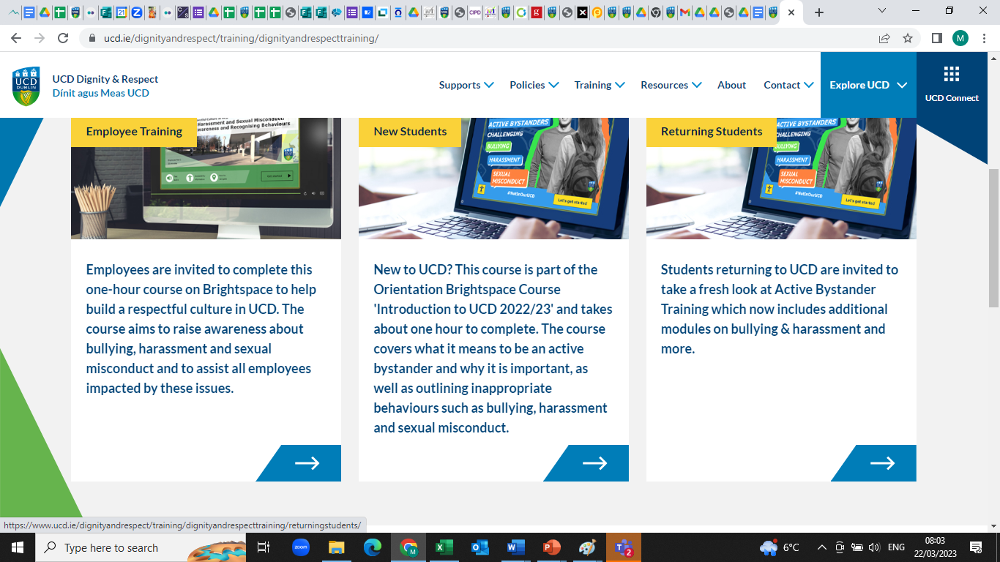 ucd.ie/dignityandrespect/training/dignityandrespecttraining/
M
UCD
DUBLIN
UCD Dignity & Respect
Dínit agus Meas UCD
Supports
Policies
Training
Resources
About
Contact
Explore UCD
UCD Connect
Employee Training
Harassment and Sexual Misconduct:
Awareness and Recognising Behaviours
New Students
ACTIVE BYSTANDERS
CHALLENGING
BULLYING
HARASSMENT
SEXUAL
MISCONDUCT
#NotInOurUCD
Let's get started
Returning Students
ACTIVE BYSTANDERS
CHALLENGING
BULLYING
HARASSMENT
SEXUAL
MISCONDUCT
#NotInOurUCD
Let's get started
Employees are invited to complete this
one-hour course on Brightspace to help
build a respectful culture in UCD. The
course aims to raise awareness about
bullying, harassment and sexual
misconduct and to assist all employees
impacted by these issues.
New to UCD? This course is part of the
Orientation Brightspace Course
'Introduction to UCD 2022/23' and takes
about one hour to complete. The course
covers what it means to be an active
bystander and why it is important, as
well as outlining inappropriate
behaviours such as bullying, harassment
and sexual misconduct.
Students returning to UCD are invited to
take a fresh look at Active Bystander
Training which now includes additional
modules on bullying & harassment and
more.
https://www.ucd.ie/dignityandrespect/training/dignityandrespecttraining/returningstudents/
Type here to search
zoom
2
6°C
ENG
08:03
22/03/2023